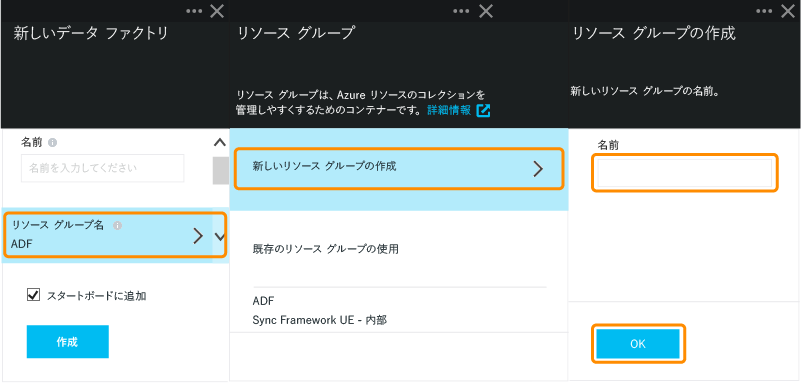 新しいデータ ファクトリ
名前
名前を入力してください
リソース グループ名
ADF
スタートボードに追加
作成
リソース グループ
リソース グループは、Azure リソースのコレクションを
管理しやすくするためのコンテナーです。 詳細情報
新しいリソース グループの作成
既存のリソース グループの使用
ADF
Sync Framework UE - 内部
リソース グループの作成
新しいリソース グループの名前。
名前
OK